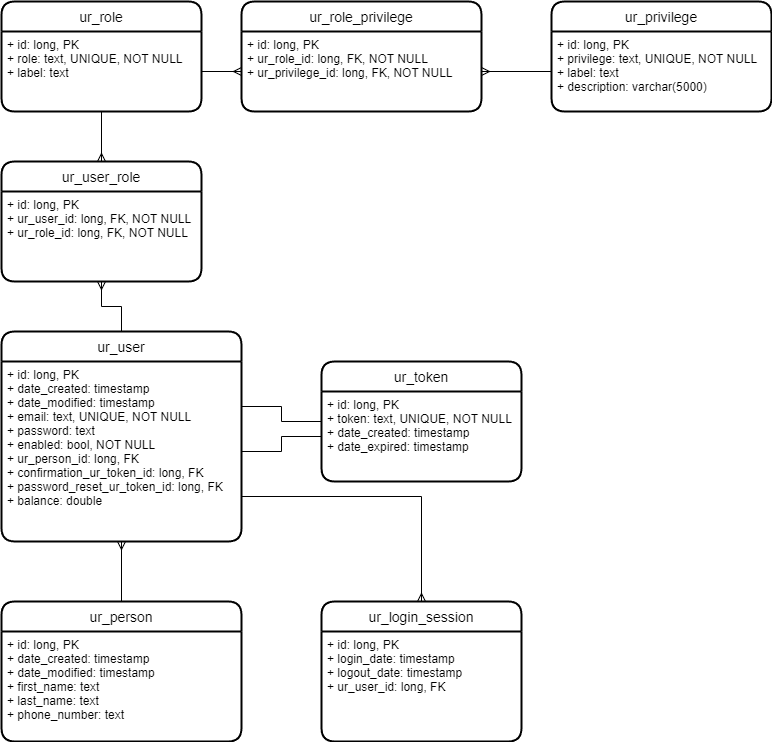 ur_role
+ id: long, PK
+ role: text, UNIQUE, NOT NULL
+ label: text
ur_role_privilege
+ id: long, PK
+ ur_role_id: long, FK, NOT NULL
+ ur_privilege_id: long, FK, NOT NULL
ur_privilege
+ id: long, PK
+ privilege: text, UNIQUE, NOT NULL
+ label: text
+ description: varchar(5000)
ur_user_role
+ id: long, PK
+ ur_user_id: long, FK, NOT NULL
+ ur_role_id: long, FK, NOT NULL
ur_user
+ id: long, PK
+ date_created: timestamp
+ date_modified: timestamp
+ email: text, UNIQUE, NOT NULL
+ password: text
+ enabled: bool, NOT NULL
+ ur_person_id: long, FK
+ confirmation_ur_token_id: long, FK
+ password_reset_ur_token_id: long, FK
+ balance: double
ur_token
+ id: long, PK
+ token: text, UNIQUE, NOT NULL
+ date_created: timestamp
+ date_expired: timestamp
ur_person
+ id: long, PK
+ date_created: timestamp
+ date_modified: timestamp
+ first_name: text
+ last_name: text
+ phone_number: text
ur_login_session
+ id: long, PK
+ login_date: timestamp
+ logout_date: timestamp
+ ur_user_id: long, FK